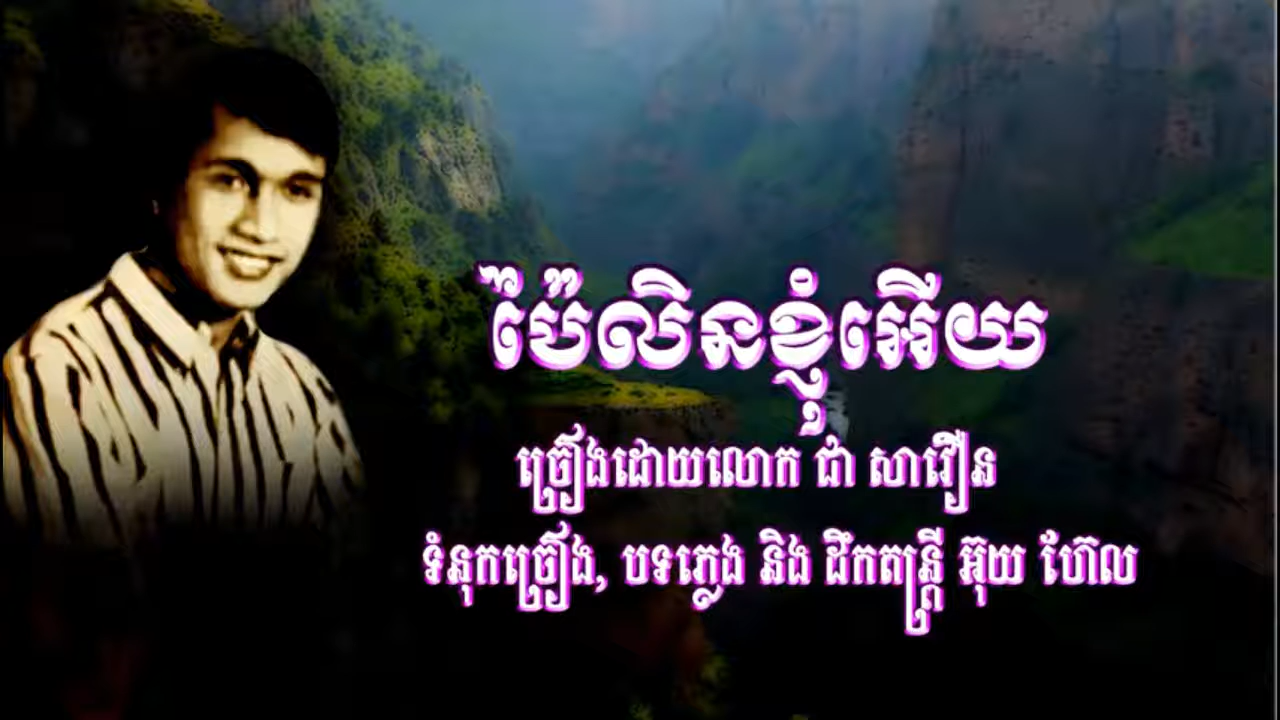 ប៉ៃលិនខ្ញុំអើយ
ច្រៀងដោយលោក ជា សាវឿន
ទំនុកច្រៀង, បទភ្លេង និង ដឹកតន្ត្រី អ៊ុយ ហ៊ែល